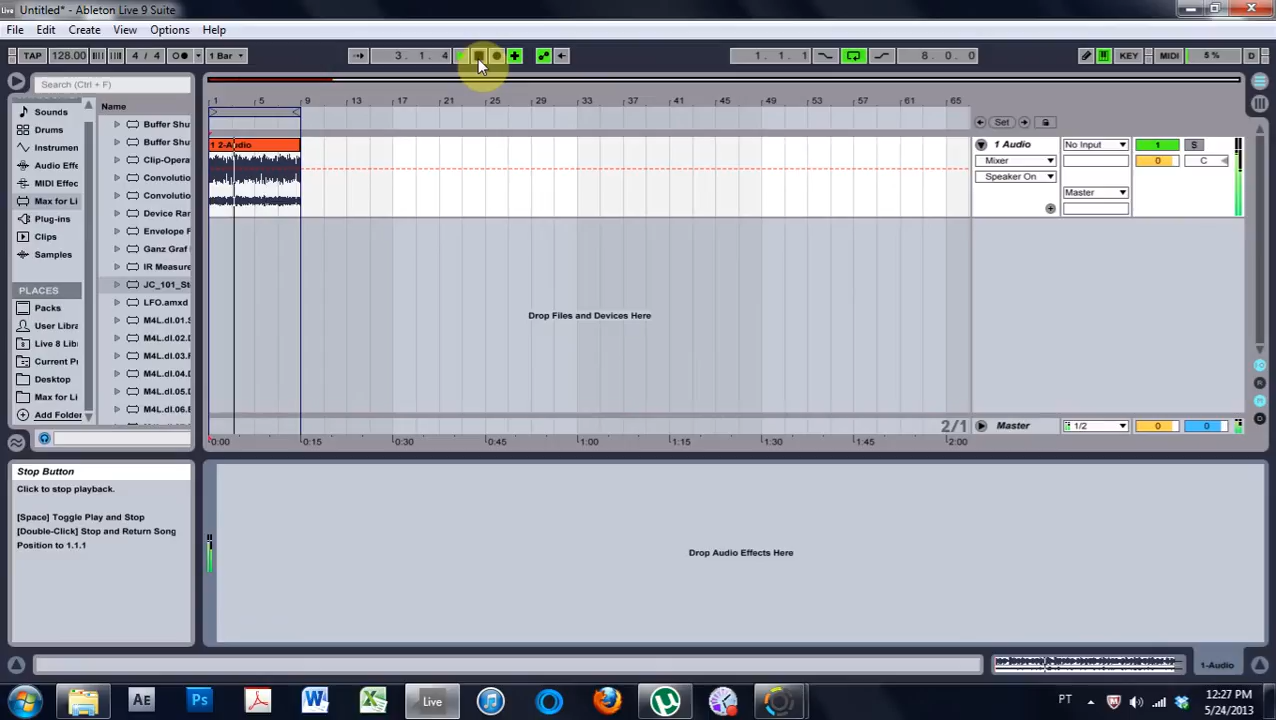 Untitled* - Ableton Live 9 Suite
File Edit Create View Options Help
TAP 128.00 4 / 4 1 Bar 3. 1. 4 1. 1. 1 8. 0. 0 KEY MIDI 5 % D
Search (Ctrl + F)
Sounds
Drums
Instrumen
Audio Effe
MIDI Effec
Max for Li
Plug-ins
Clips
Samples
PLACES
Packs
User Libra
Live 8 Libi
Current Pr
Desktop
Max for Li
Add Folder
Name
Buffer Shu
Buffer Shu
Clip-Opera
Convolutio
Convolutio
Device Ran
Envelope F
Ganz Graf
IR Measure
JC_101_St
LFO.amxd
M4L.dl.01.S
M4L.dl.02.
M4L.dl.03.
M4L.dl.04.
M4L.dl.05.
M4L.dl.06.
1 5 9 13 17 21 25 29 33 37 41 45 49 53 57 61 65
Set
1 2-Audio
1 Audio No Input 1 S
Mixer 0 C
Speaker On
Master
Drop Files and Devices Here
2/1 Master 1/2 0 0
0:00 0:15 0:30 0:45 1:00 1:15 1:30 1:45 2:00
Stop Button
Click to stop playback.
[Space] Toggle Play and Stop
[Double-Click] Stop and Return Song
Position to 1.1.1
Drop Audio Effects Here
1-Audio
Ae Ps Live PT 12:27 PM
5/24/2013